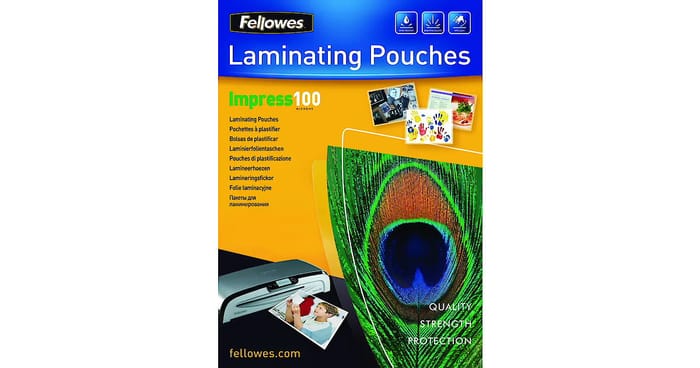 Fellowes
Laminating Pouches
Impress100
MICRONS
Laminating Pouches
Pochettes à plastifier
Bolsas de plastificar
Laminierfolientaschen
Pouches di plastificazione
Lamineerhoezen
Lamineringsfickor
Folie laminacyjne
Пакеты для
ламинирования
QUALITY
STRENGTH
PROTECTION
fellowes.com